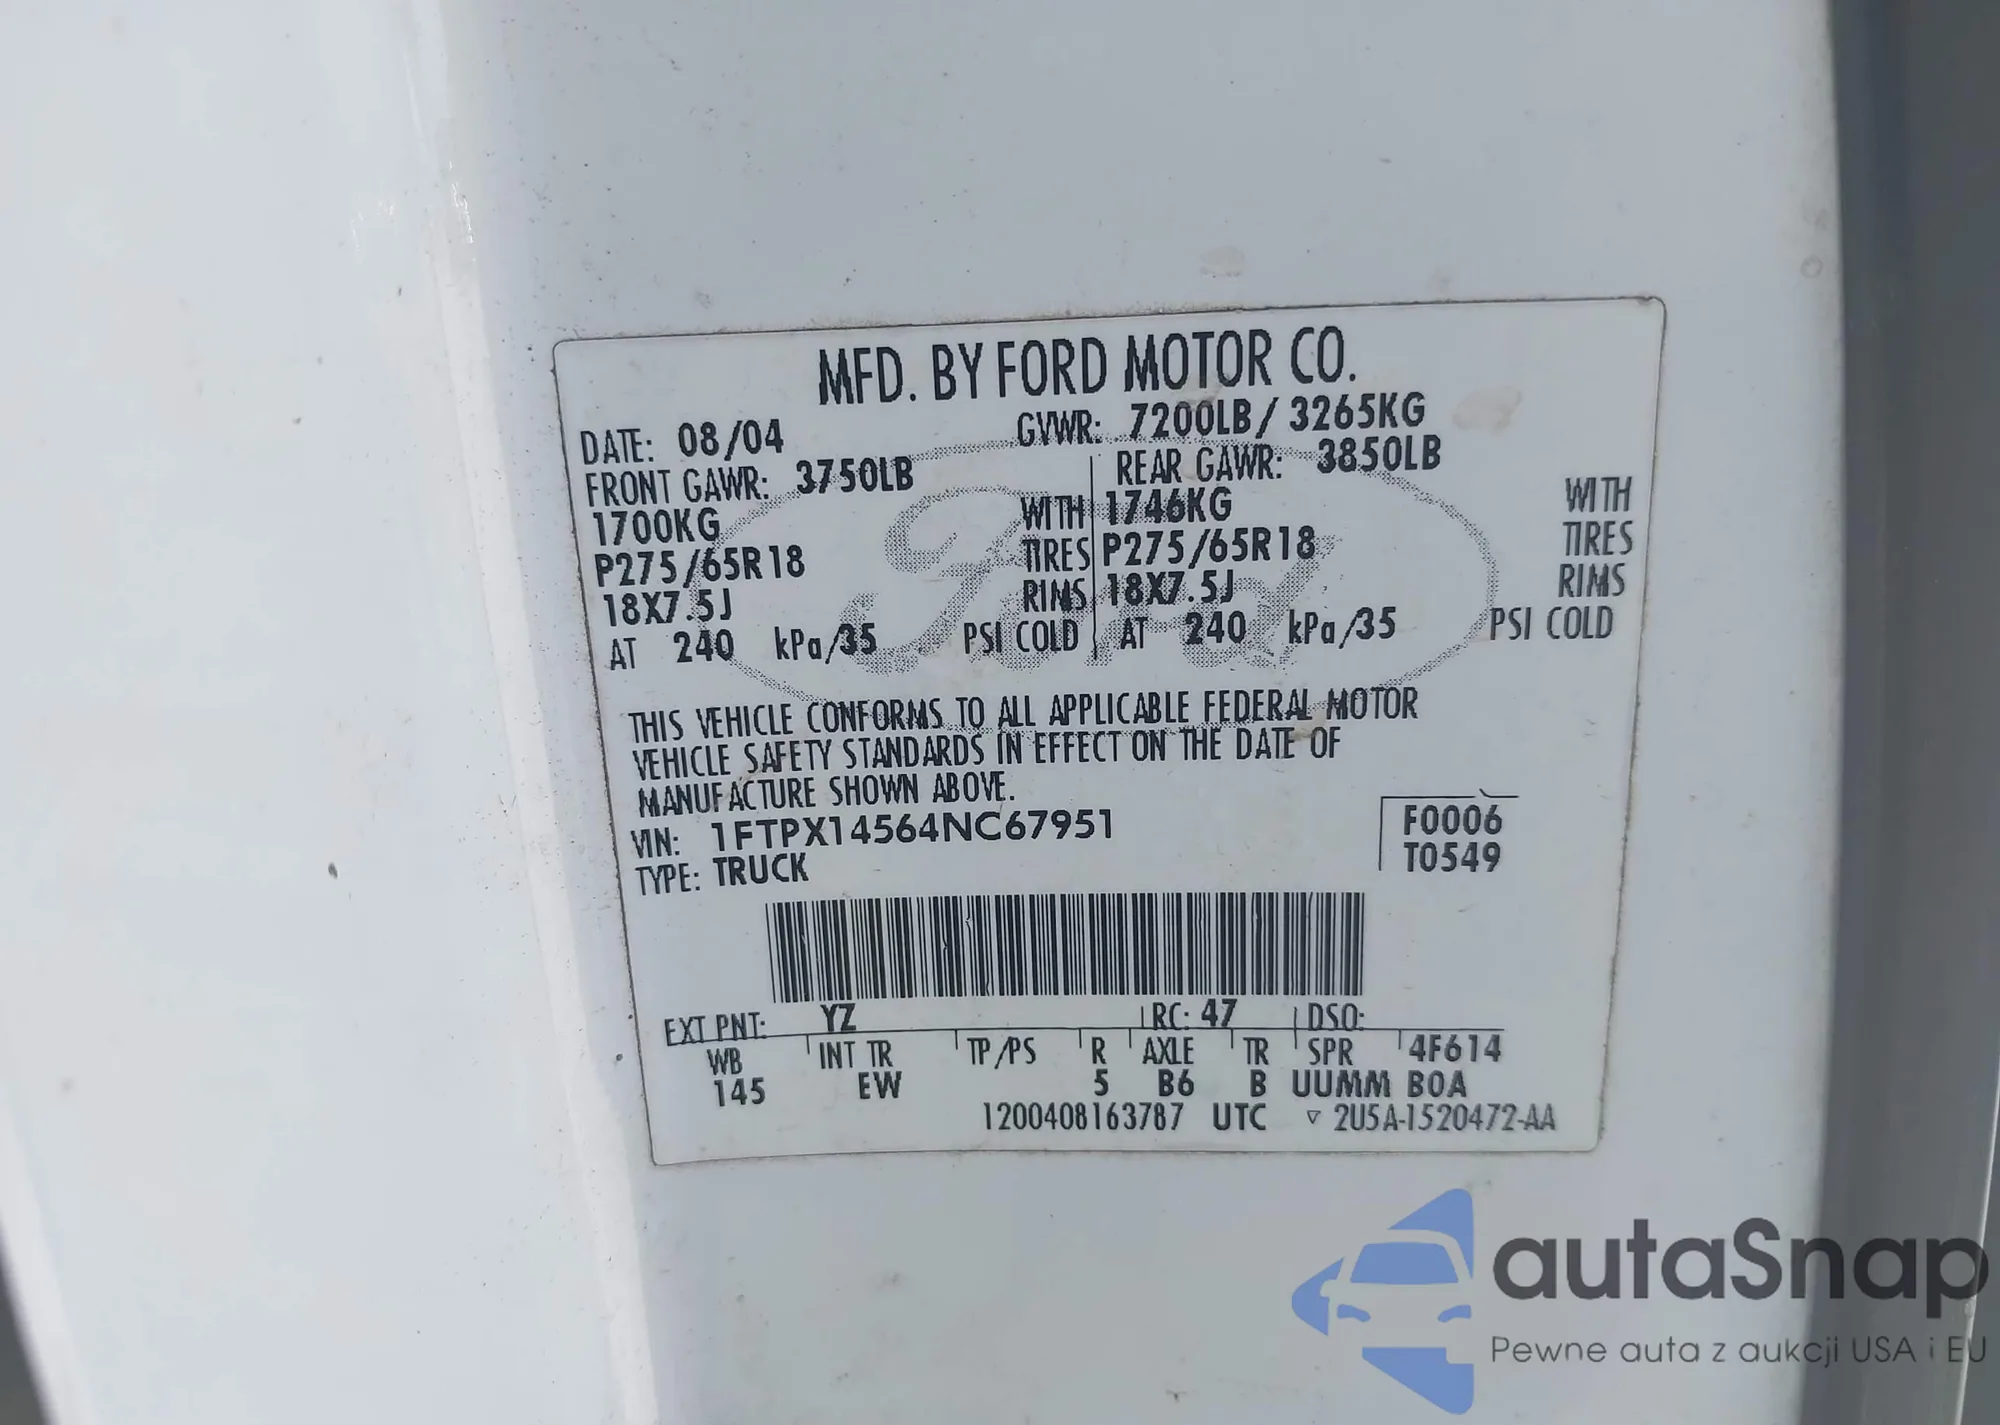 MFD. BY FORD MOTOR CO.
DATE: 08/04 GVWR: 7200LB/ 3265KG
FRONT GAWR: 3750LB REAR GAWR: 3850LB
1700KG WITH 1746KG WITH
P275/65R18 TIRES P275/65R18 TIRES
18X7.5J RIMS 18X7.5J RIMS
AT 240 kPa/35 PSI COLD AT 240 kPa/35 PSI COLD
Ford
THIS VEHICLE CONFORMS TO ALL APPLICABLE FEDERAL MOTOR
VEHICLE SAFETY STANDARDS IN EFFECT ON THE DATE OF
MANUFACTURE SHOWN ABOVE.
VIN: 1FTPX14564NC67951 F0006
TYPE: TRUCK T0549
EXT PNT: YZ RC: 47 DSO:
WB INT TR TP/PS R AXLE TR SPR 4F614
145 EW 5 B6 B UUMM BOA
1200408163787 UTC ▽ 2U5A-1520472-AA
autaSnap
Pewne auta z aukcji USA i EU